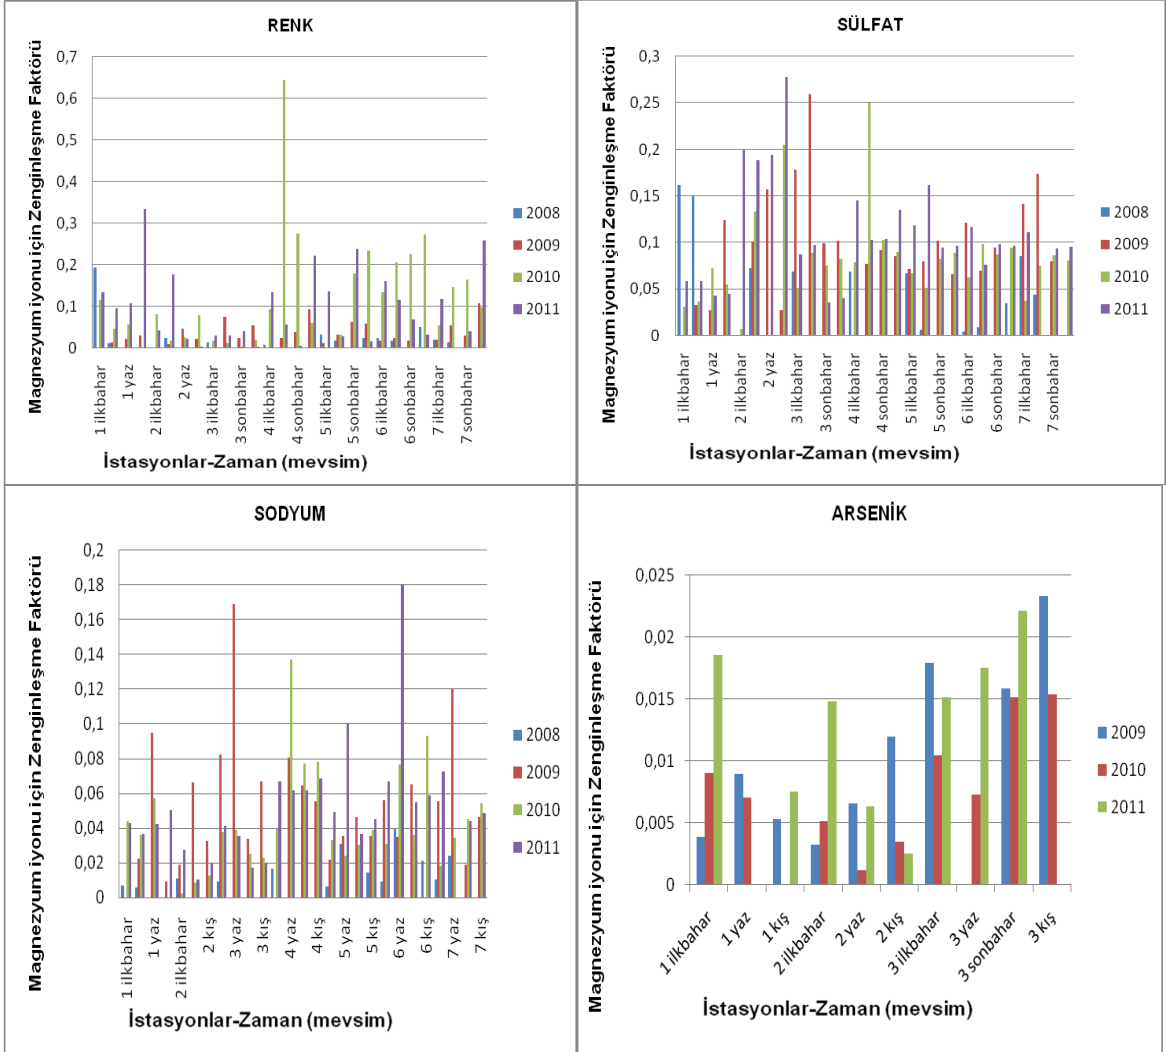 RENK
Magnezyum iyonu için Zenginleşme Faktörü
0,7
0,6
0,5
0,4
0,3
0,2
0,1
0
1 ilkbahar
1 yaz
2 ilkbahar
2 yaz
3 ilkbahar
3 sonbahar
4 ilkbahar
4 sonbahar
5 ilkbahar
5 sonbahar
6 ilkbahar
6 sonbahar
7 ilkbahar
7 sonbahar
İstasyonlar-Zaman (mevsim)
2008
2009
2010
2011
SÜLFAT
Magnezyum iyonu için Zenginleşme Faktörü
0,3
0,25
0,2
0,15
0,1
0,05
0
1 ilkbahar
1 yaz
2 ilkbahar
2 yaz
3 ilkbahar
3 sonbahar
4 ilkbahar
4 sonbahar
5 ilkbahar
5 sonbahar
6 ilkbahar
6 sonbahar
7 ilkbahar
7 sonbahar
İstasyonlar-Zaman (mevsim)
2008
2009
2010
2011
SODYUM
Magnezyum iyonu için Zenginleşme Faktörü
0,2
0,18
0,16
0,14
0,12
0,1
0,08
0,06
0,04
0,02
0
1 ilkbahar
1 yaz
2 ilkbahar
2 kış
3 yaz
3 kış
4 yaz
4 kış
5 yaz
5 kış
6 yaz
6 kış
7 yaz
7 kış
İstasyonlar-Zaman (mevsim)
2008
2009
2010
2011
ARSENİK
Magnezyum iyonu için Zenginleşme Faktörü
0,025
0,02
0,015
0,01
0,005
0
1 ilkbahar
1 yaz
1 kış
2 ilkbahar
2 yaz
2 kış
3 ilkbahar
3 yaz
3 sonbahar
3 kış
İstasyonlar-Zaman (mevsim)
2009
2010
2011